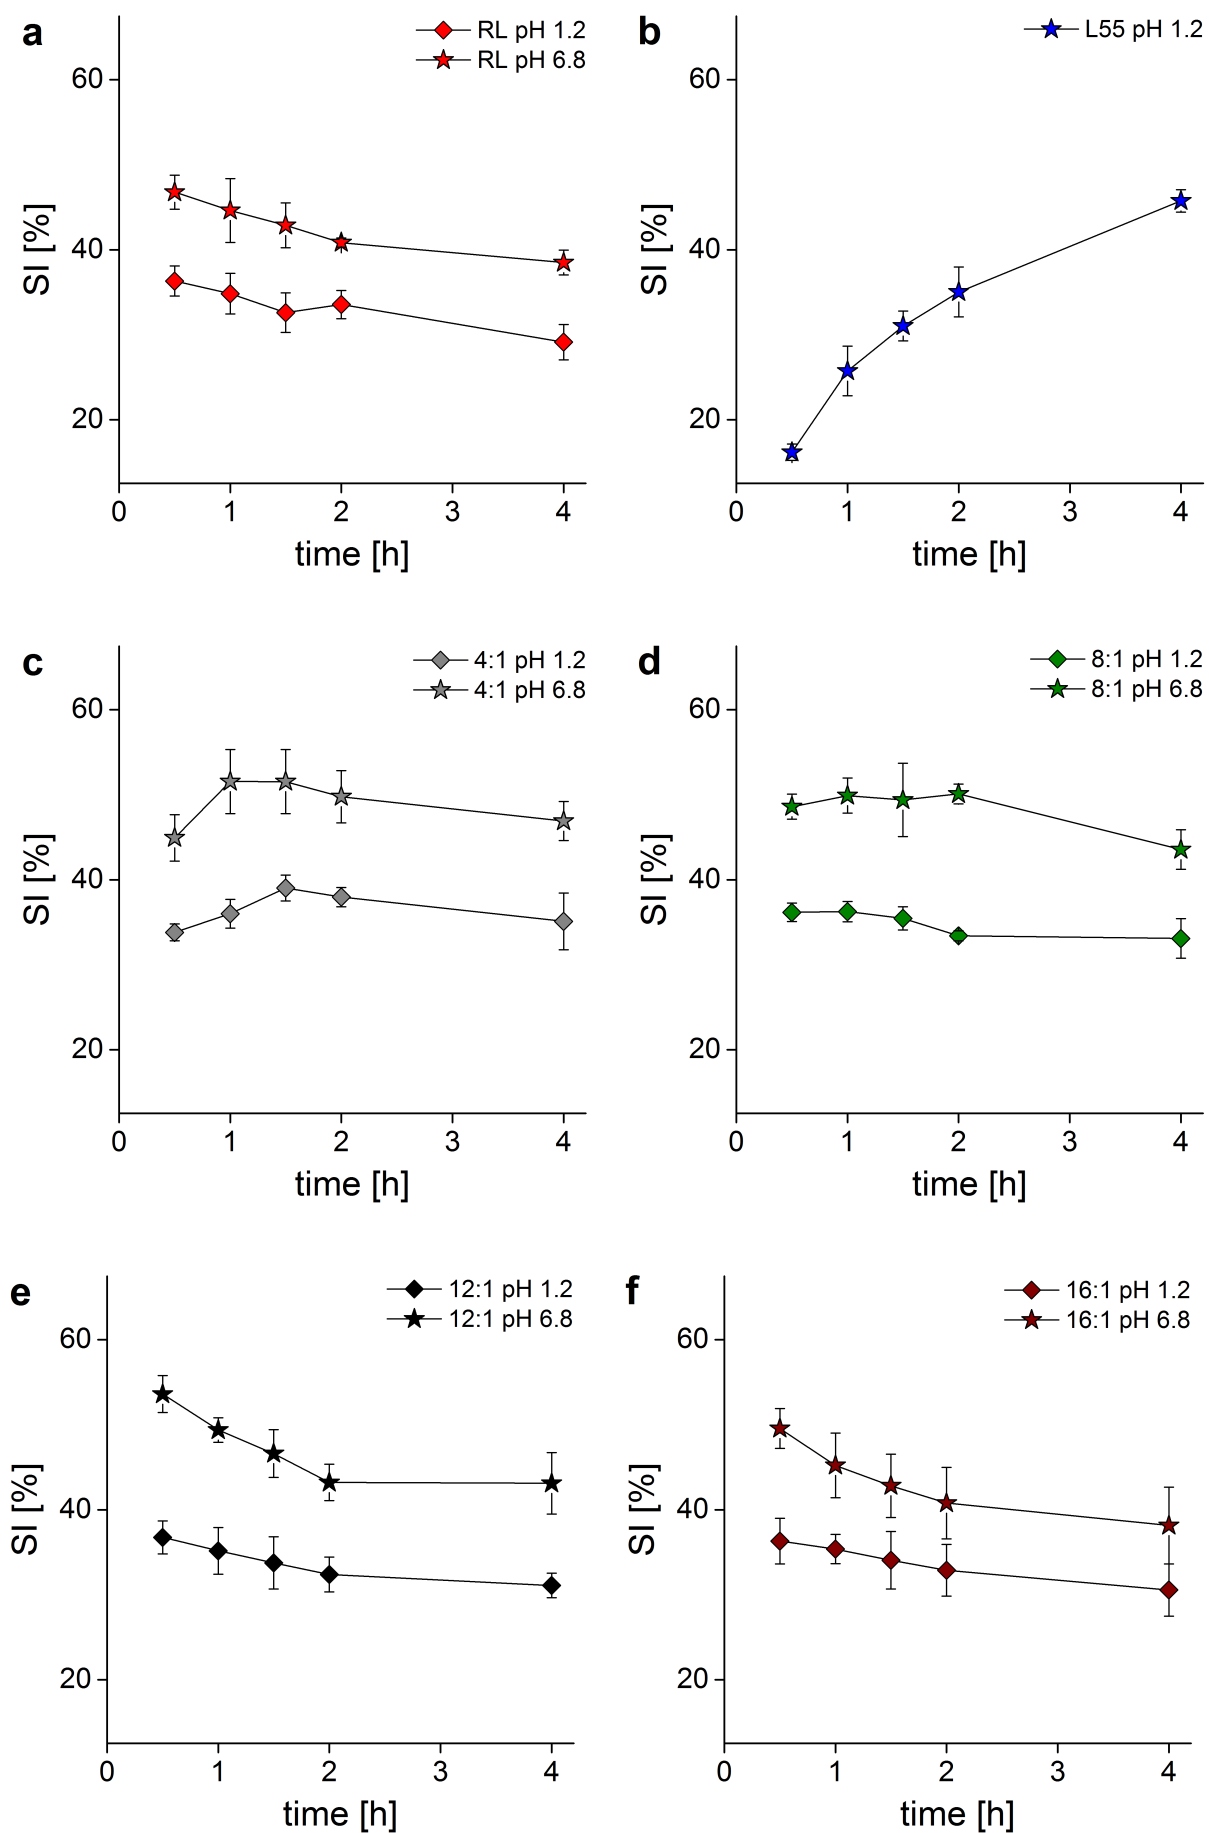 a
RL pH 1.2
RL pH 6.8
60
40
20
SI [%]
0 1 2 3 4
time [h]
b
L55 pH 1.2
60
40
20
SI [%]
0 1 2 3 4
time [h]
c
4:1 pH 1.2
4:1 pH 6.8
60
40
20
SI [%]
0 1 2 3 4
time [h]
d
8:1 pH 1.2
8:1 pH 6.8
60
40
20
SI [%]
0 1 2 3 4
time [h]
e
12:1 pH 1.2
12:1 pH 6.8
60
40
20
SI [%]
0 1 2 3 4
time [h]
f
16:1 pH 1.2
16:1 pH 6.8
60
40
20
SI [%]
0 1 2 3 4
time [h]